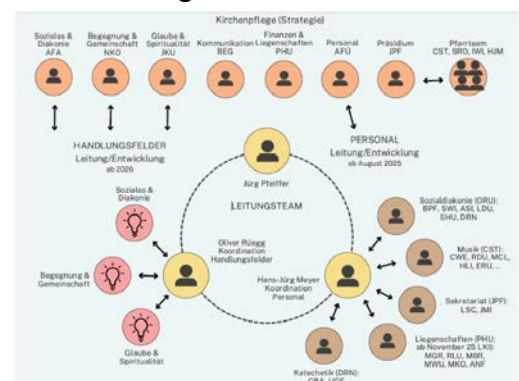 Kirchenpflege (Strategie)
Soziales &
Diakonie
AFA
Begegnung &
Gemeinschaft
NKO
Glaube &
Spiritualität
JKU
Kommunikation
BEG
Finanzen &
Liegenschaften
PHU
Personal
AFÜ
Präsidium
JPF
Pfarrteam
CST, SRO, IWI, HJM
HANDLUNGSFELDER
Leitung/Entwicklung
ab 2026
PERSONAL
Leitung/Entwicklung
ab August 2025
Jürg Pfeiffer
LEITUNGSTEAM
Soziales &
Diakonie
Begegnung &
Gemeinschaft
Glaube &
Spiritualität
Oliver Rüegg
Koordination
Handlungsfelder
Hans-Jürg Meyer
Koordination
Personal
Sozialdiakonie (ORU):
BPF, SWI, ASI, LDU,
SHU, DRN
Musik (CST):
CWE, RDU, MCL,
HLI, ERU, ...
Sekretariat (JPF):
LSC, JMI
Liegenschaften (PHU;
ab November 25 LKI):
MGR, RLU, MBR,
MWU, MKO, ANF
Katechetik (DRN):